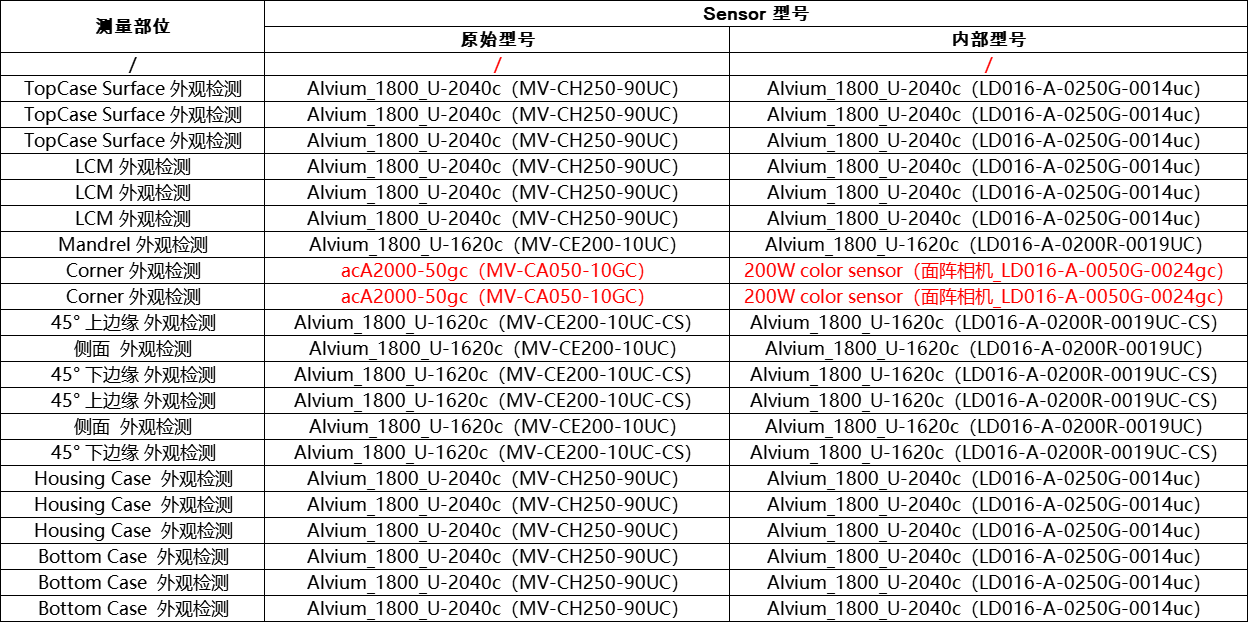 测量部位 Sensor 型号
原始型号 内部型号
/ / /
TopCase Surface 外观检测 Alvium_1800_U-2040c（MV-CH250-90UC） Alvium_1800_U-2040c（LD016-A-0250G-0014uc）
TopCase Surface 外观检测 Alvium_1800_U-2040c（MV-CH250-90UC） Alvium_1800_U-2040c（LD016-A-0250G-0014uc）
TopCase Surface 外观检测 Alvium_1800_U-2040c（MV-CH250-90UC） Alvium_1800_U-2040c（LD016-A-0250G-0014uc）
LCM 外观检测 Alvium_1800_U-2040c（MV-CH250-90UC） Alvium_1800_U-2040c（LD016-A-0250G-0014uc）
LCM 外观检测 Alvium_1800_U-2040c（MV-CH250-90UC） Alvium_1800_U-2040c（LD016-A-0250G-0014uc）
LCM 外观检测 Alvium_1800_U-2040c（MV-CH250-90UC） Alvium_1800_U-2040c（LD016-A-0250G-0014uc）
Mandrel 外观检测 Alvium_1800_U-1620c（MV-CE200-10UC） Alvium_1800_U-1620c（LD016-A-0200R-0019UC）
Corner 外观检测 acA2000-50gc（MV-CA050-10GC） 200W color sensor（面阵相机_LD016-A-0050G-0024gc）
Corner 外观检测 acA2000-50gc（MV-CA050-10GC） 200W color sensor（面阵相机_LD016-A-0050G-0024gc）
45° 上边缘 外观检测 Alvium_1800_U-1620c（MV-CE200-10UC-CS） Alvium_1800_U-1620c（LD016-A-0200R-0019UC-CS）
侧面 外观检测 Alvium_1800_U-1620c（MV-CE200-10UC） Alvium_1800_U-1620c（LD016-A-0200R-0019UC）
45° 下边缘 外观检测 Alvium_1800_U-1620c（MV-CE200-10UC-CS） Alvium_1800_U-1620c（LD016-A-0200R-0019UC-CS）
45° 上边缘 外观检测 Alvium_1800_U-1620c（MV-CE200-10UC-CS） Alvium_1800_U-1620c（LD016-A-0200R-0019UC-CS）
侧面 外观检测 Alvium_1800_U-1620c（MV-CE200-10UC） Alvium_1800_U-1620c（LD016-A-0200R-0019UC）
45° 下边缘 外观检测 Alvium_1800_U-1620c（MV-CE200-10UC-CS） Alvium_1800_U-1620c（LD016-A-0200R-0019UC-CS）
Housing Case 外观检测 Alvium_1800_U-2040c（MV-CH250-90UC） Alvium_1800_U-2040c（LD016-A-0250G-0014uc）
Housing Case 外观检测 Alvium_1800_U-2040c（MV-CH250-90UC） Alvium_1800_U-2040c（LD016-A-0250G-0014uc）
Housing Case 外观检测 Alvium_1800_U-2040c（MV-CH250-90UC） Alvium_1800_U-2040c（LD016-A-0250G-0014uc）
Bottom Case 外观检测 Alvium_1800_U-2040c（MV-CH250-90UC） Alvium_1800_U-2040c（LD016-A-0250G-0014uc）
Bottom Case 外观检测 Alvium_1800_U-2040c（MV-CH250-90UC） Alvium_1800_U-2040c（LD016-A-0250G-0014uc）
Bottom Case 外观检测 Alvium_1800_U-2040c（MV-CH250-90UC） Alvium_1800_U-2040c（LD016-A-0250G-0014uc）